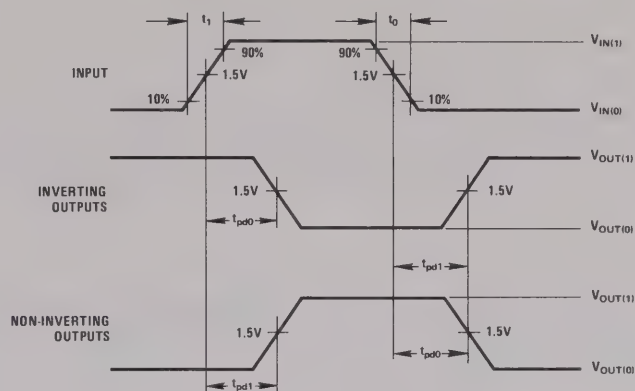 t1 t0
VIN(1)
90% 90%
INPUT 1.5V 1.5V
10% 10%
VIN(0)
VOUT(1)
INVERTING
OUTPUTS
1.5V 1.5V
tpd0
VOUT(0)
tpd1
VOUT(1)
NON-INVERTING
OUTPUTS
1.5V 1.5V
tpd0
VOUT(0)
tpd1